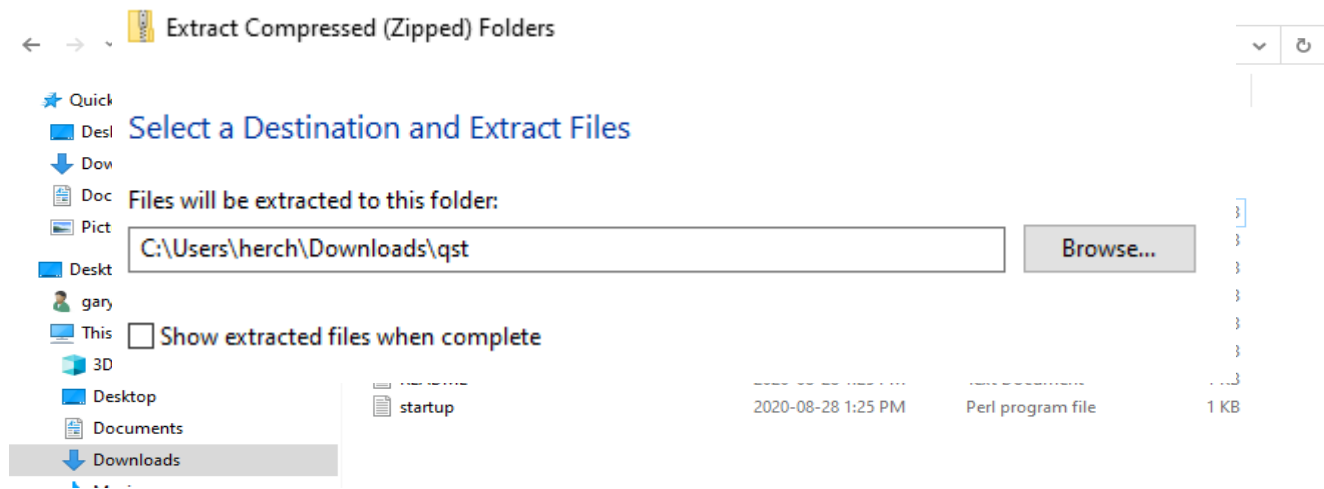 Extract Compressed (Zipped) Folders
Quick
Desl
Select a Destination and Extract Files
Dow
Doc
Files will be extracted to this folder:
Pict
C:\Users\herch\Downloads\qst
Browse...
Deskt
gary
This
Show extracted files when complete
3D
Desktop
startup 2020-08-28 1:25 PM Perl program file 1 KB
Documents
Downloads